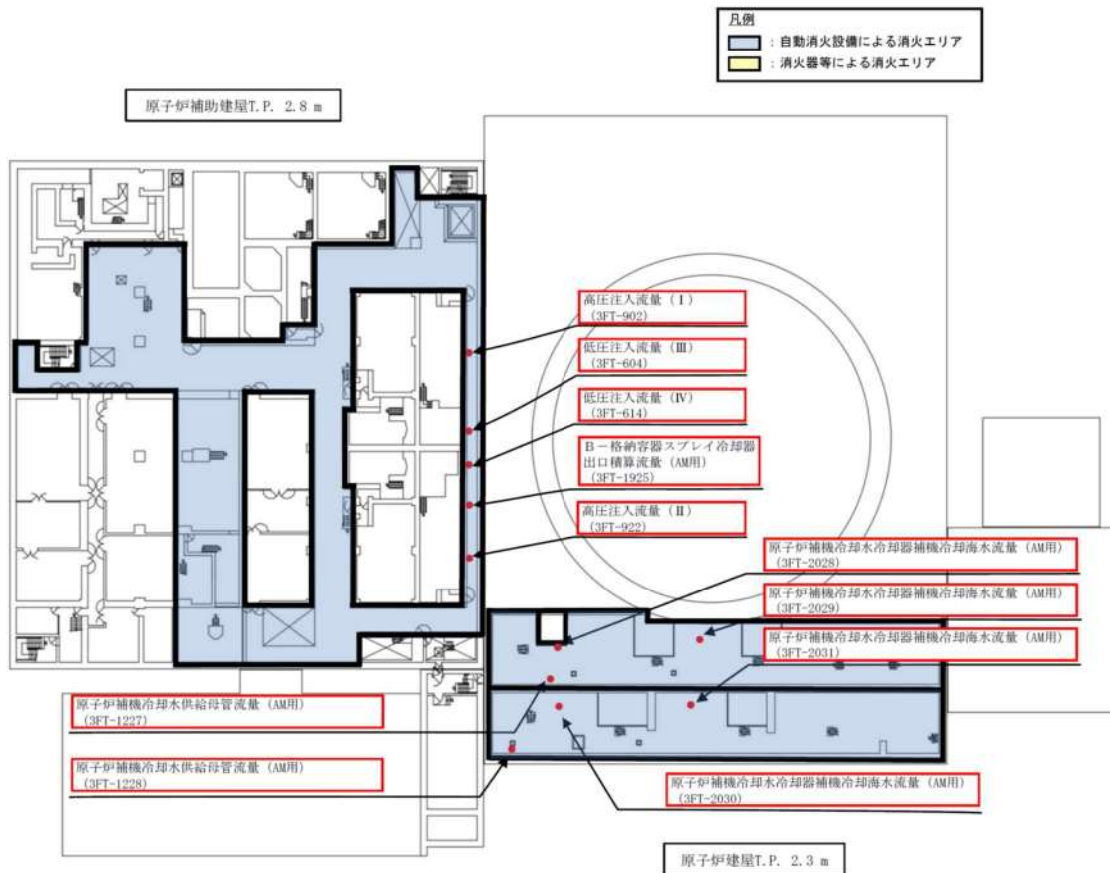 凡例
：自動消火設備による消火エリア
：消火器等による消火エリア
原子炉補助建屋T.P. 2.8 m
高圧注入流量（Ⅰ）
（3FT-902）
低圧注入流量（Ⅲ）
（3FT-604）
低圧注入流量（Ⅳ）
（3FT-614）
B－格納容器スプレイ冷却器
出口積算流量（AM用）
（3FT-1925）
高圧注入流量（Ⅱ）
（3FT-922）
原子炉補機冷却水冷却器補機冷却海水流量（AM用）
（3FT-2028）
原子炉補機冷却水冷却器補機冷却海水流量（AM用）
（3FT-2029）
原子炉補機冷却水冷却器補機冷却海水流量（AM用）
（3FT-2031）
原子炉補機冷却水供給母管流量（AM用）
（3FT-1227）
原子炉補機冷却水供給母管流量（AM用）
（3FT-1228）
原子炉補機冷却水冷却器補機冷却海水流量（AM用）
（3FT-2030）
原子炉建屋T.P. 2.3 m